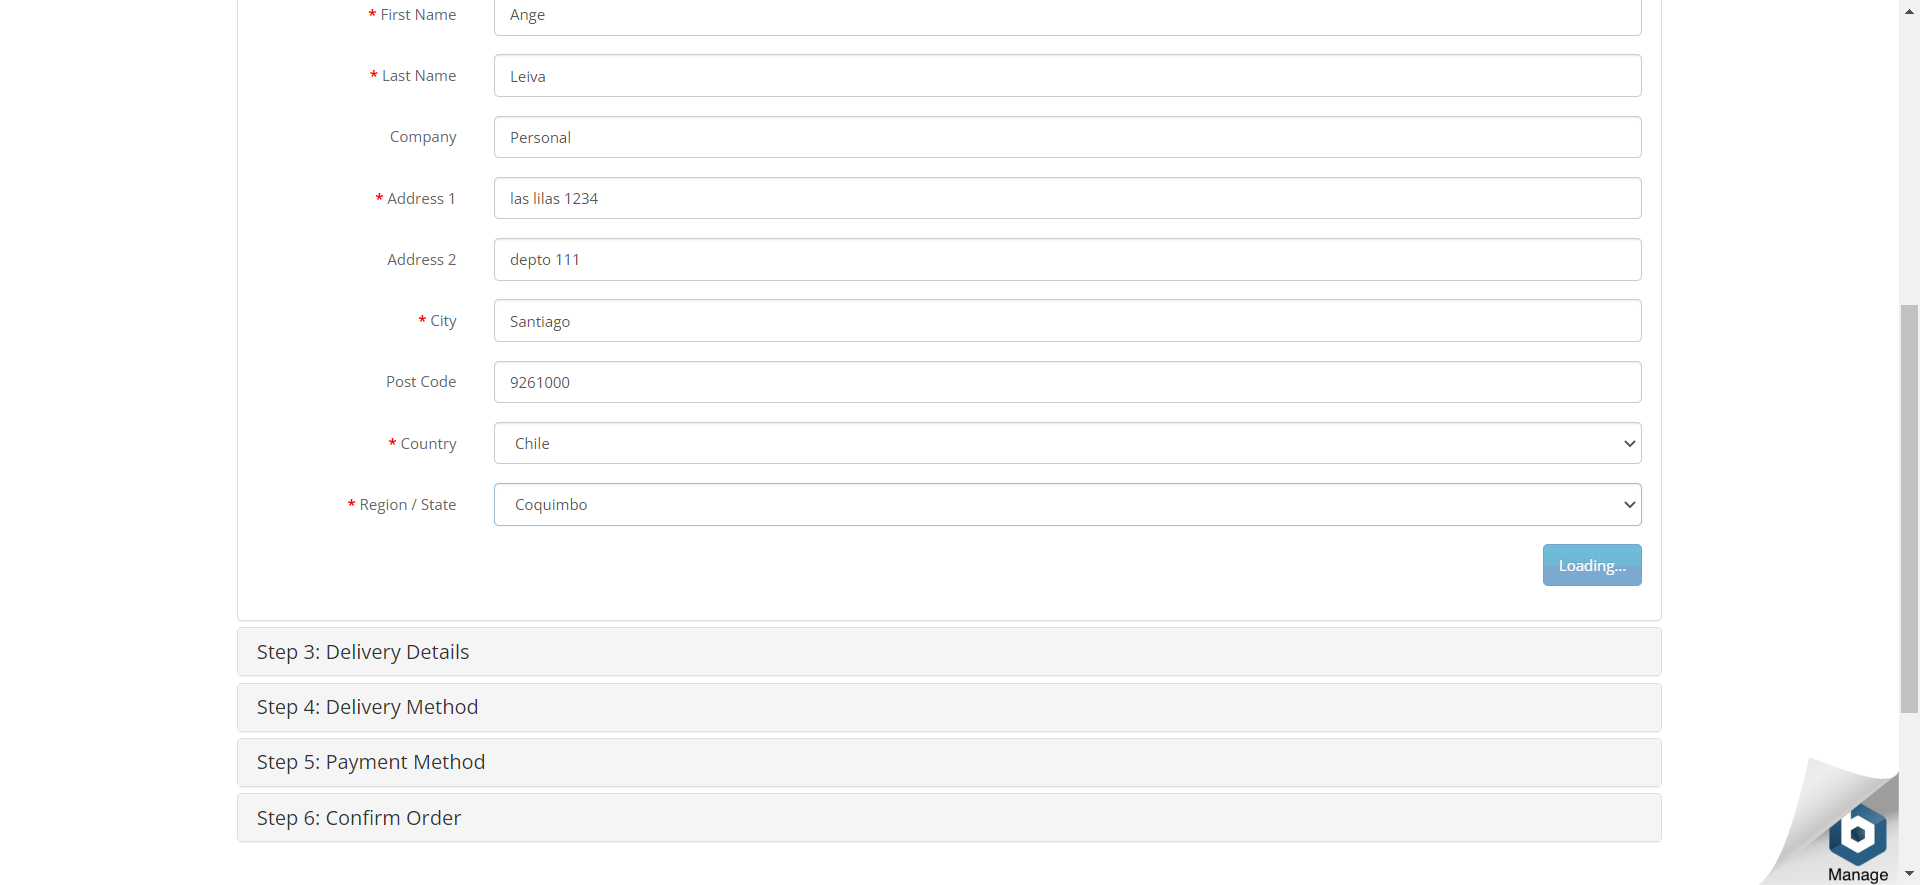 * First Name Ange
* Last Name Leiva
Company Personal
* Address 1 las lilas 1234
Address 2 depto 111
* City Santiago
Post Code 9261000
* Country Chile
* Region / State Coquimbo
Loading...
Step 3: Delivery Details
Step 4: Delivery Method
Step 5: Payment Method
Step 6: Confirm Order
b
Manage